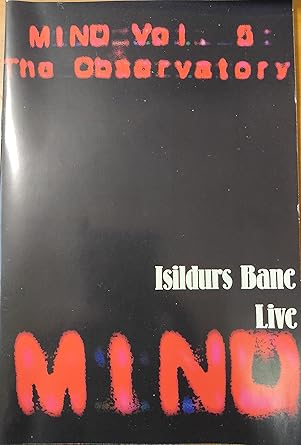 MIND Vol. 5:
The Observatory
Isildurs Bane
Live
MIND